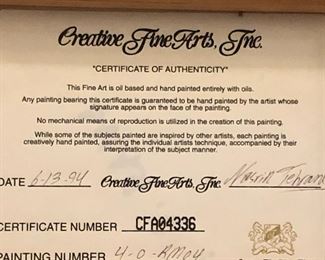 Creative Fine Arts, Inc.
"CERTIFICATE OF AUTHENTICITY"
This Fine Art is oil based and hand painted entirely with oils.
Any painting bearing this certificate is guaranteed to be hand painted by the artist whose
signature appears on the face of the painting.
No mechanical means of reproduction is utilized in the creation of this painting.
While some of the subjects painted are inspired by other artists, each painting is
creatively hand painted, assuring the individual artists technique, accompanied by their
interpretation of the subject manner.
DATE 6-13-94 Creative Fine Arts, Inc.
CERTIFICATE NUMBER CFA04336
PAINTING NUMBER 4-0-RM04